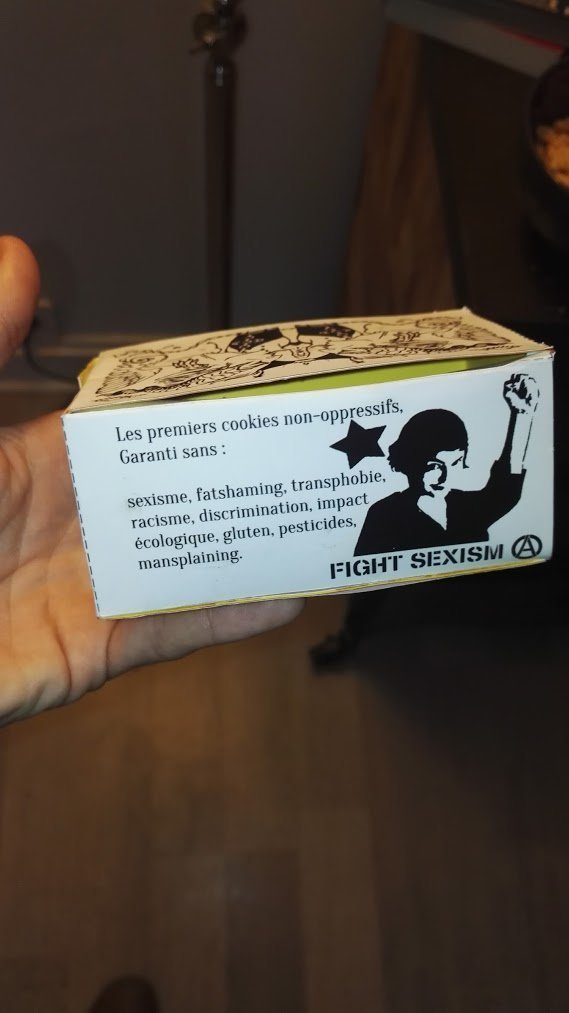 Les premiers cookies non-oppressifs,
Garanti sans :
sexisme, fatshaming, transphobie,
racisme, discrimination, impact
écologique, gluten, pesticides,
mansplaining.
FIGHT SEXISM Ⓐ